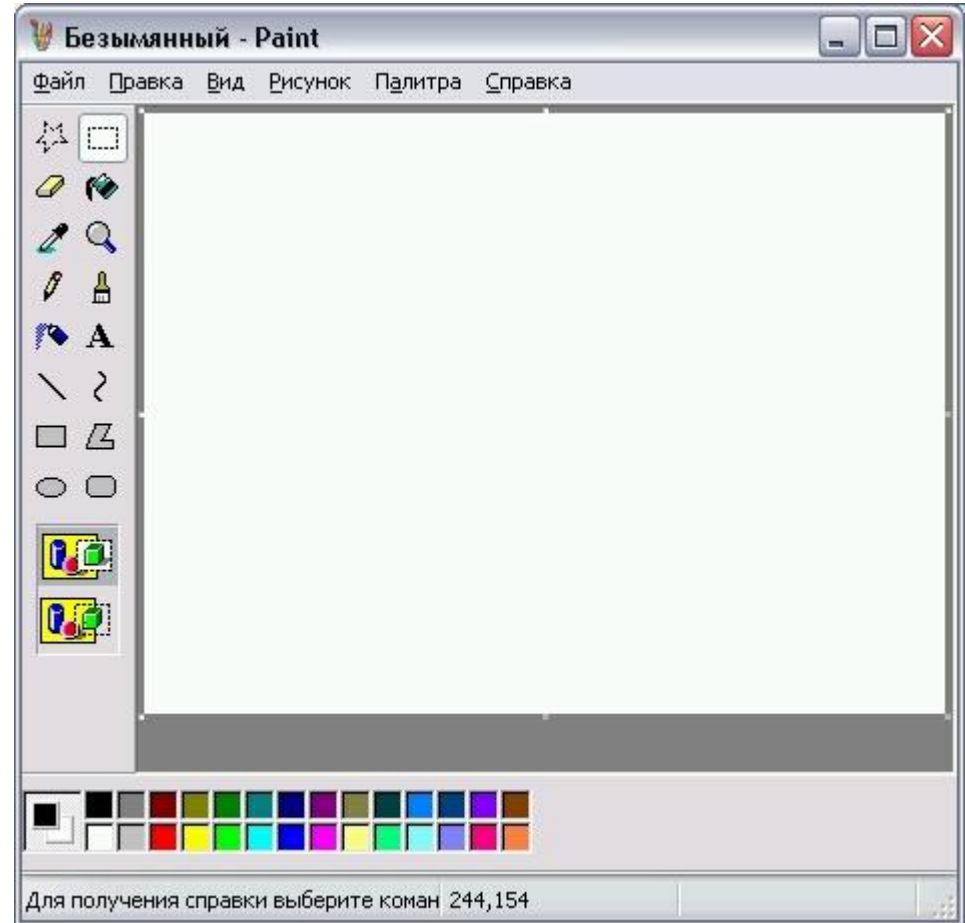 Безымянный - Paint
Файл Правка Вид Рисунок Палитра Справка
A
Для получения справки выберите коман 244,154